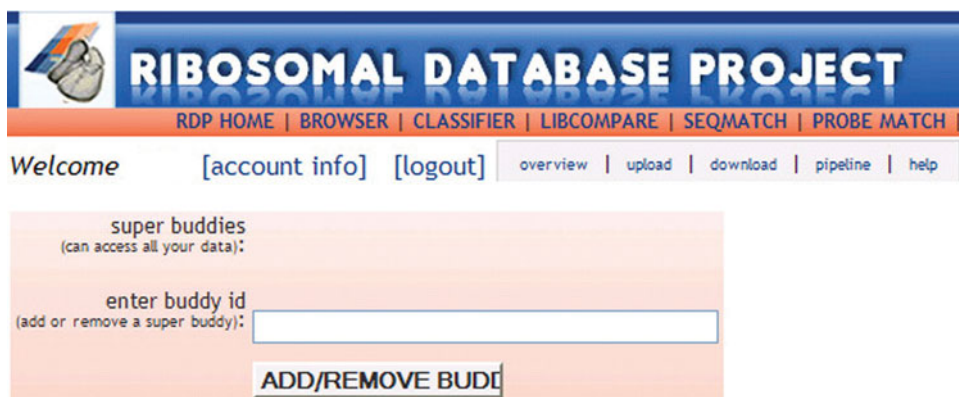 RIBOSOMAL DATABASE PROJECT
RDP HOME | BROWSER | CLASSIFIER | LIBCOMPARE | SEQMATCH | PROBE MATCH |
Welcome [account info] [logout] overview | upload | download | pipeline | help
super buddies
(can access all your data):
enter buddy id
(add or remove a super buddy):
ADD/REMOVE BUDD